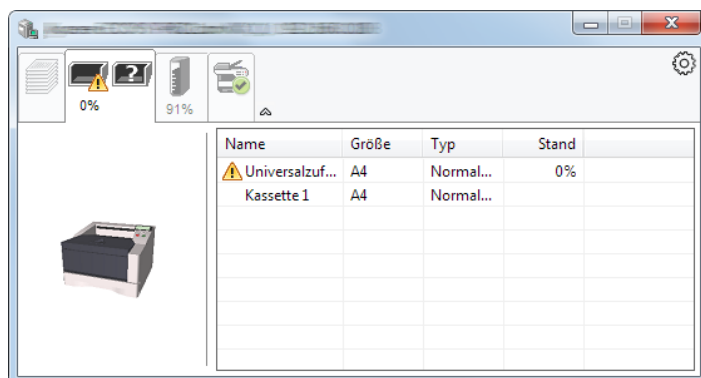 0%
91%
Name Größe Typ Stand
Universalzuf... A4 Normal... 0%
Kassette 1 A4 Normal...